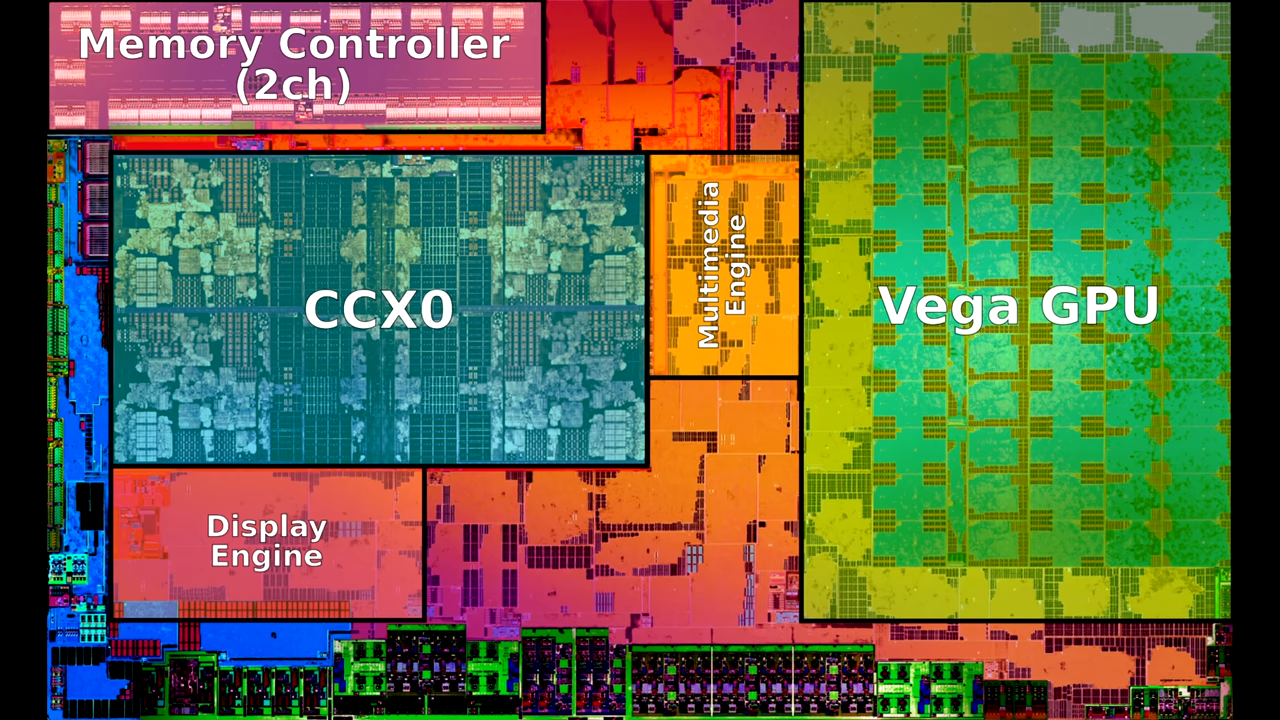 Memory Controller
(2ch)
CCX0
Multimedia
Engine
Vega GPU
Display
Engine